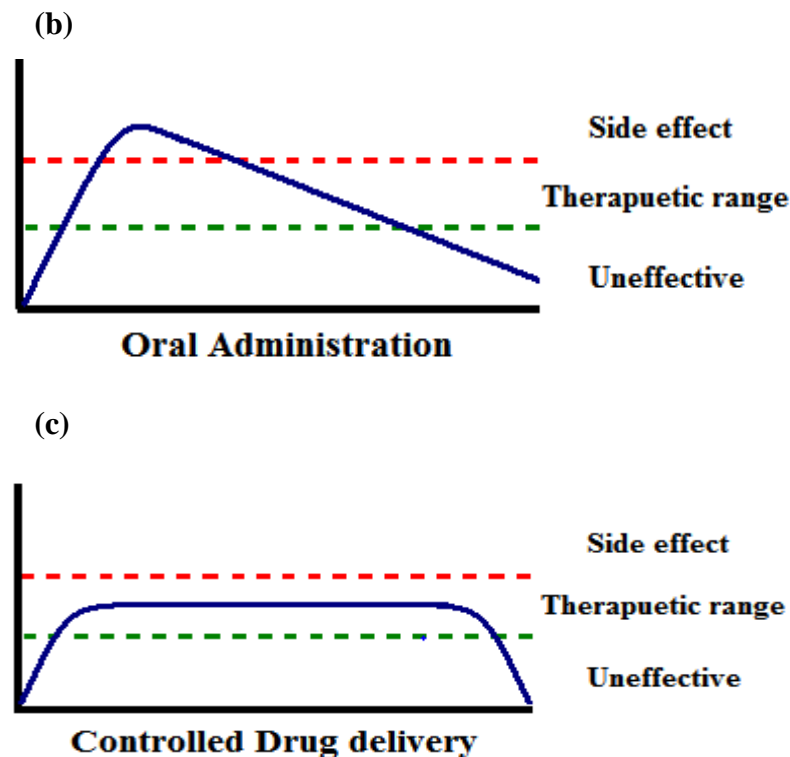 (b)
Side effect
Therapuetic range
Uneffective
Oral Administration
(c)
Side effect
Therapuetic range
Uneffective
Controlled Drug delivery